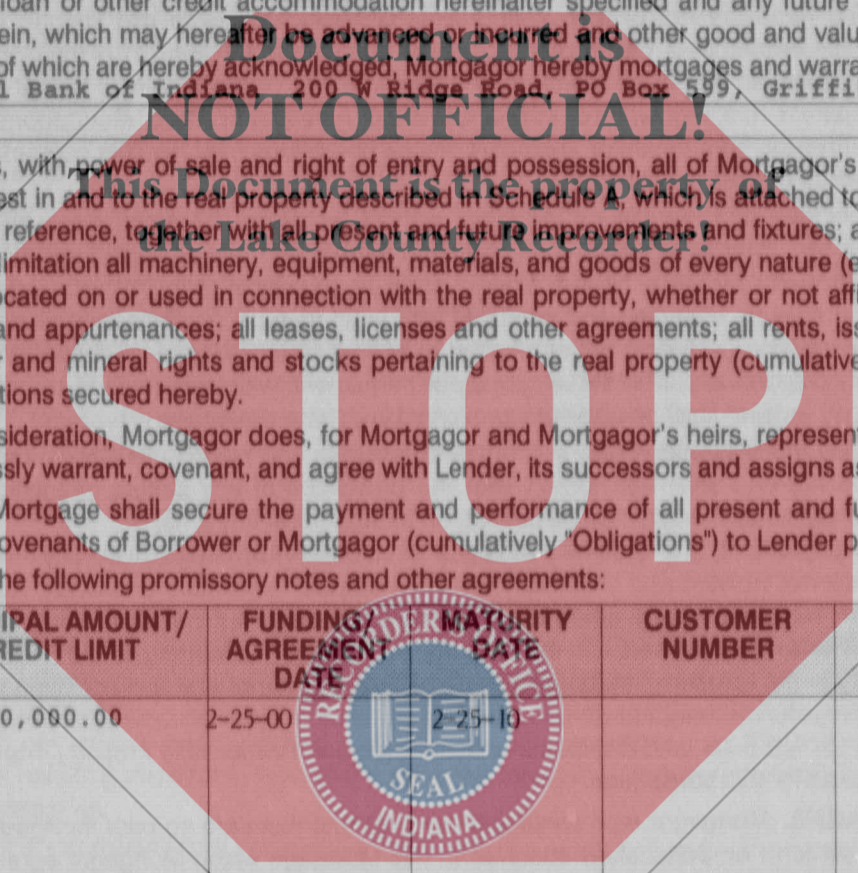 loan or other credit accommodation hereinafter specified and any future
ein, which may hereafter be advanced or incurred and other good and valu
of which are hereby acknowledged, Mortgagor hereby mortgages and warra
l Bank of Indiana 200 W Ridge Road, PO Box 599, Griffi
Document is
NOT OFFICIAL!
This Document is the property of
the Lake County Recorder!
, with power of sale and right of entry and possession, all of Mortgagor's
est in and to the real property described in Schedule A, which is attached to
reference, together with all present and future improvements and fixtures; a
limitation all machinery, equipment, materials, and goods of every nature (e
ocated on or used in connection with the real property, whether or not affi
and appurtenances; all leases, licenses and other agreements; all rents, iss
r and mineral rights and stocks pertaining to the real property (cumulative
tions secured hereby.
STOP
sideration, Mortgagor does, for Mortgagor and Mortgagor's heirs, represent
ssly warrant, covenant, and agree with Lender, its successors and assigns as
Mortgage shall secure the payment and performance of all present and fu
ovenants of Borrower or Mortgagor (cumulatively "Obligations") to Lender p
he following promissory notes and other agreements:
IPAL AMOUNT/
REDIT LIMIT
FUNDING/
AGREEMENT
DATE
MATURITY
DATE
CUSTOMER
NUMBER
0,000.00
2-25-00
2-25-10
RECORDER'S OFFICE
SEAL
INDIANA